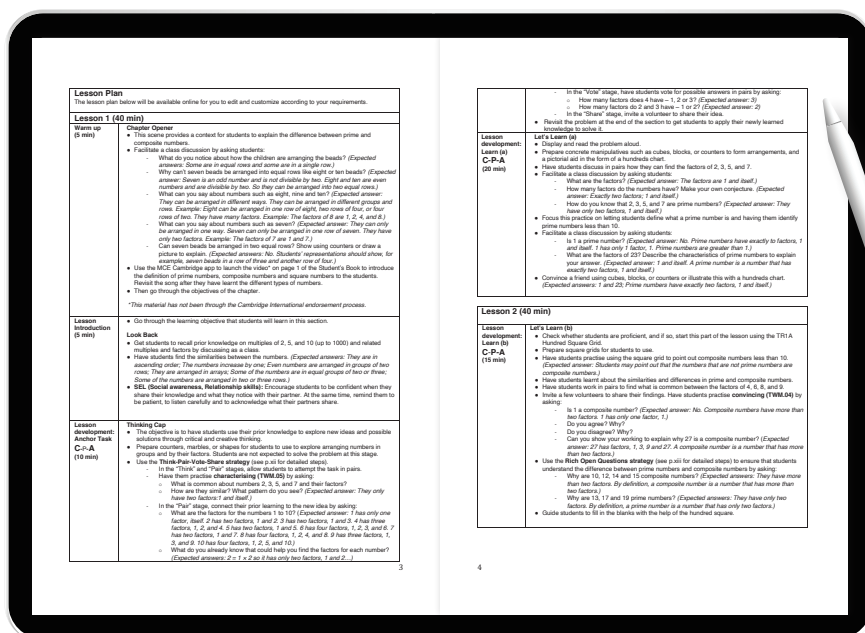 Lesson Plan
The lesson plan below will be available online for you to edit and customize according to your requirements.
Lesson 1 (40 min)
Warm up
(5 min)
Chapter Opener
● This scene provides a context for students to explain the difference between prime and
composite numbers.
● Facilitate a class discussion by asking students:
- What do you notice about how the children are arranging the beads? (Expected
answers: Some are in equal rows and some are in a single row.)
- Why can't seven beads be arranged into equal rows like eight or ten beads? (Expected
answer: Seven is an odd number and is not divisible by two. Eight and ten are even
numbers and are divisible by two. So they can be arranged into two equal rows.)
- What can you say about numbers such as eight, nine and ten? (Expected answer:
They can be arranged in different ways. They can be arranged in different groups and
rows. Example: Eight can be arranged in one row of eight, two rows of four, or four
rows of two. They have many factors. Example: The factors of 8 are 1, 2, 4, and 8.)
- What can you say about numbers such as seven? (Expected answer: They can only
be arranged in one way. Seven can only be arranged in one row of seven. They have
only two factors. Example: The factors of 7 are 1 and 7.)
- Can seven beads be arranged in two equal rows? Show using counters or draw a
picture to explain. (Expected answer: No. Students' representations should show, for
example, seven beads in a row of three and another row of four.)
● Use the MCE Cambridge app to launch the video* on page 1 of the Student's Book to introduce
the definition of prime numbers, composite numbers and square numbers to the students.
Revisit the song after they have learnt the different types of numbers.
● Then go through the objectives of the chapter.
*This material has not been through the Cambridge International endorsement process.
Lesson
Introduction
(5 min)
● Go through the learning objective that students will learn in this section.
Look Back
● Get students to recall prior knowledge on multiples of 2, 5, and 10 (up to 1000) and related
multiples and factors by discussing as a class.
● Have students find the similarities between the numbers. (Expected answers: They are in
ascending order; The numbers increase by one; Even numbers are arranged in groups of two
rows; They are arranged in arrays; Some of the numbers are in equal groups of two or three;
Some of the numbers are arranged in two or three rows.)
● SEL (Social awareness, Relationship skills): Encourage students to be confident when they
share their knowledge and what they notice with their partner. At the same time, remind them to
be patient, to listen carefully and to acknowledge what their partners share.
Lesson
development:
Anchor Task
C-P-A
(10 min)
Thinking Cap
● The objective is to have students use their prior knowledge to explore new ideas and possible
solutions through critical and creative thinking.
● Prepare counters, marbles, or shapes for students to use to explore arranging numbers in
groups and by their factors. Students are not expected to solve the problem at this stage.
● Use the Think-Pair-Vote-Share strategy (see p.xii for detailed steps).
- In the "Think" and "Pair" stages, allow students to attempt the task in pairs.
- Have them practise characterising (TWM.05) by asking:
○ What is common about numbers 2, 3, 5, and 7 and their factors?
○ How are they similar? What pattern do you see? (Expected answer: They only
have two factors:1 and itself.)
- In the "Pair" stage, connect their prior learning to the new idea by asking:
○ What are the factors for the numbers 1 to 10? (Expected answer: 1 has only one
factor, itself. 2 has two factors, 1 and 2: 3 has two factors, 1 and 3. 4 has three
factors, 1, 2, and 4. 5 has two factors, 1 and 5. 6 has four factors, 1, 2, 3, and 6. 7
has two factors, 1 and 7. 8 has four factors, 1, 2, 4, and 8. 9 has three factors, 1,
3, and 9. 10 has four factors, 1, 2, 5, and 10.)
○ What do you already know that could help you find the factors for each number?
(Expected answers: 2 = 1 × 2 so it has only two factors, 1 and 2…)
3
- In the "Vote" stage, have students vote for possible answers in pairs by asking:
○ How many factors does 4 have – 1, 2 or 3? (Expected answer: 3)
○ How many factors do 2 and 3 have – 1 or 2? (Expected answer: 2)
- In the "Share" stage, invite a volunteer to share their idea.
● Revisit the problem at the end of the section to get students to apply their newly learned
knowledge to solve it.
Lesson
development:
Learn (a)
C-P-A
(20 min)
Let's Learn (a)
● Display and read the problem aloud.
● Prepare concrete manipulatives such as cubes, blocks, or counters to form arrangements, and
a pictorial aid in the form of a hundreds chart.
● Have students discuss in pairs how they can find the factors of 2, 3, 5, and 7.
● Facilitate a class discussion by asking students:
- What are the factors? (Expected answer: The factors are 1 and itself.)
- How many factors do the numbers have? Make your own conjecture. (Expected
answer: Exactly two factors; 1 and itself.)
- How do you know that 2, 3, 5, and 7 are prime numbers? (Expected answer: They
have only two factors, 1 and itself.)
● Focus this practice on letting students define what a prime number is and having them identify
prime numbers less than 10.
● Facilitate a class discussion by asking students:
- Is 1 a prime number? (Expected answer: No. Prime numbers have exactly to factors, 1
and itself. 1 has only 1 factor, 1. Prime numbers are greater than 1.)
- What are the factors of 23? Describe the characteristics of prime numbers to explain
your answer. (Expected answer: 1 and itself. A prime number is a number that has
exactly two factors, 1 and itself.)
● Convince a friend using cubes, blocks, or counters or illustrate this with a hundreds chart.
(Expected answers: 1 and 23; Prime numbers have exactly two factors, 1 and itself.)
Lesson 2 (40 min)
Lesson
development:
Learn (b)
C-P-A
(15 min)
Let's Learn (b)
● Check whether students are proficient, and if so, start this part of the lesson using the TR1A
Hundred Square Grid.
● Prepare square grids for students to use.
● Have students practise using the square grid to point out composite numbers less than 10.
(Expected answer: Students may point out that the numbers that are not prime numbers are
composite numbers.)
● Have students learnt about the similarities and differences in prime and composite numbers.
● Have students work in pairs to find what is common between the factors of 4, 6, 8, and 9.
● Invite a few volunteers to share their findings. Have students practise convincing (TWM.04) by
asking:
- Is 1 a composite number? (Expected answer: No. Composite numbers have more than
two factors. 1 has only one factor, 1.)
- Do you agree? Why?
- Do you disagree? Why?
- Can you show your working to explain why 27 is a composite number? (Expected
answer: 27 has factors, 1, 3, 9 and 27. A composite number is a number that has more
than two factors.)
● Use the Rich Open Questions strategy (see p.xiii for detailed steps) to ensure that students
understand the difference between prime numbers and composite numbers by asking:
- Why are 10, 12, 14 and 15 composite numbers? (Expected answer: They have more
than two factors. By definition, a composite number is a number that has more than
two factors.)
- Why are 13, 17 and 19 prime numbers? (Expected answer: They have only two
factors. By definition, a prime number is a number that has only two factors.)
● Guide students to fill in the blanks with the help of the hundred square.
4